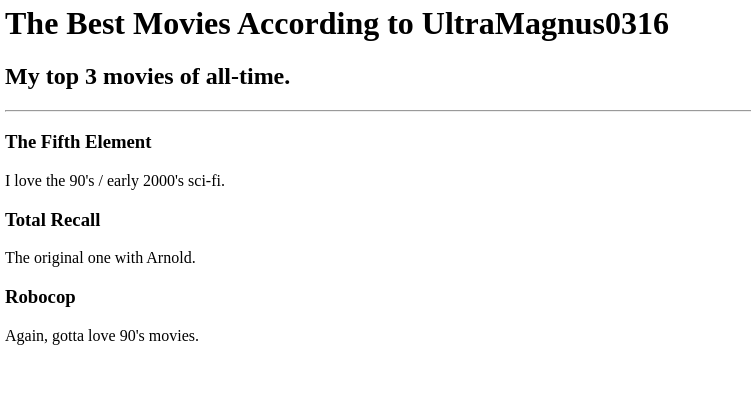 The Best Movies According to UltraMagnus0316
My top 3 movies of all-time.
The Fifth Element
I love the 90's / early 2000's sci-fi.
Total Recall
The original one with Arnold.
Robocop
Again, gotta love 90's movies.